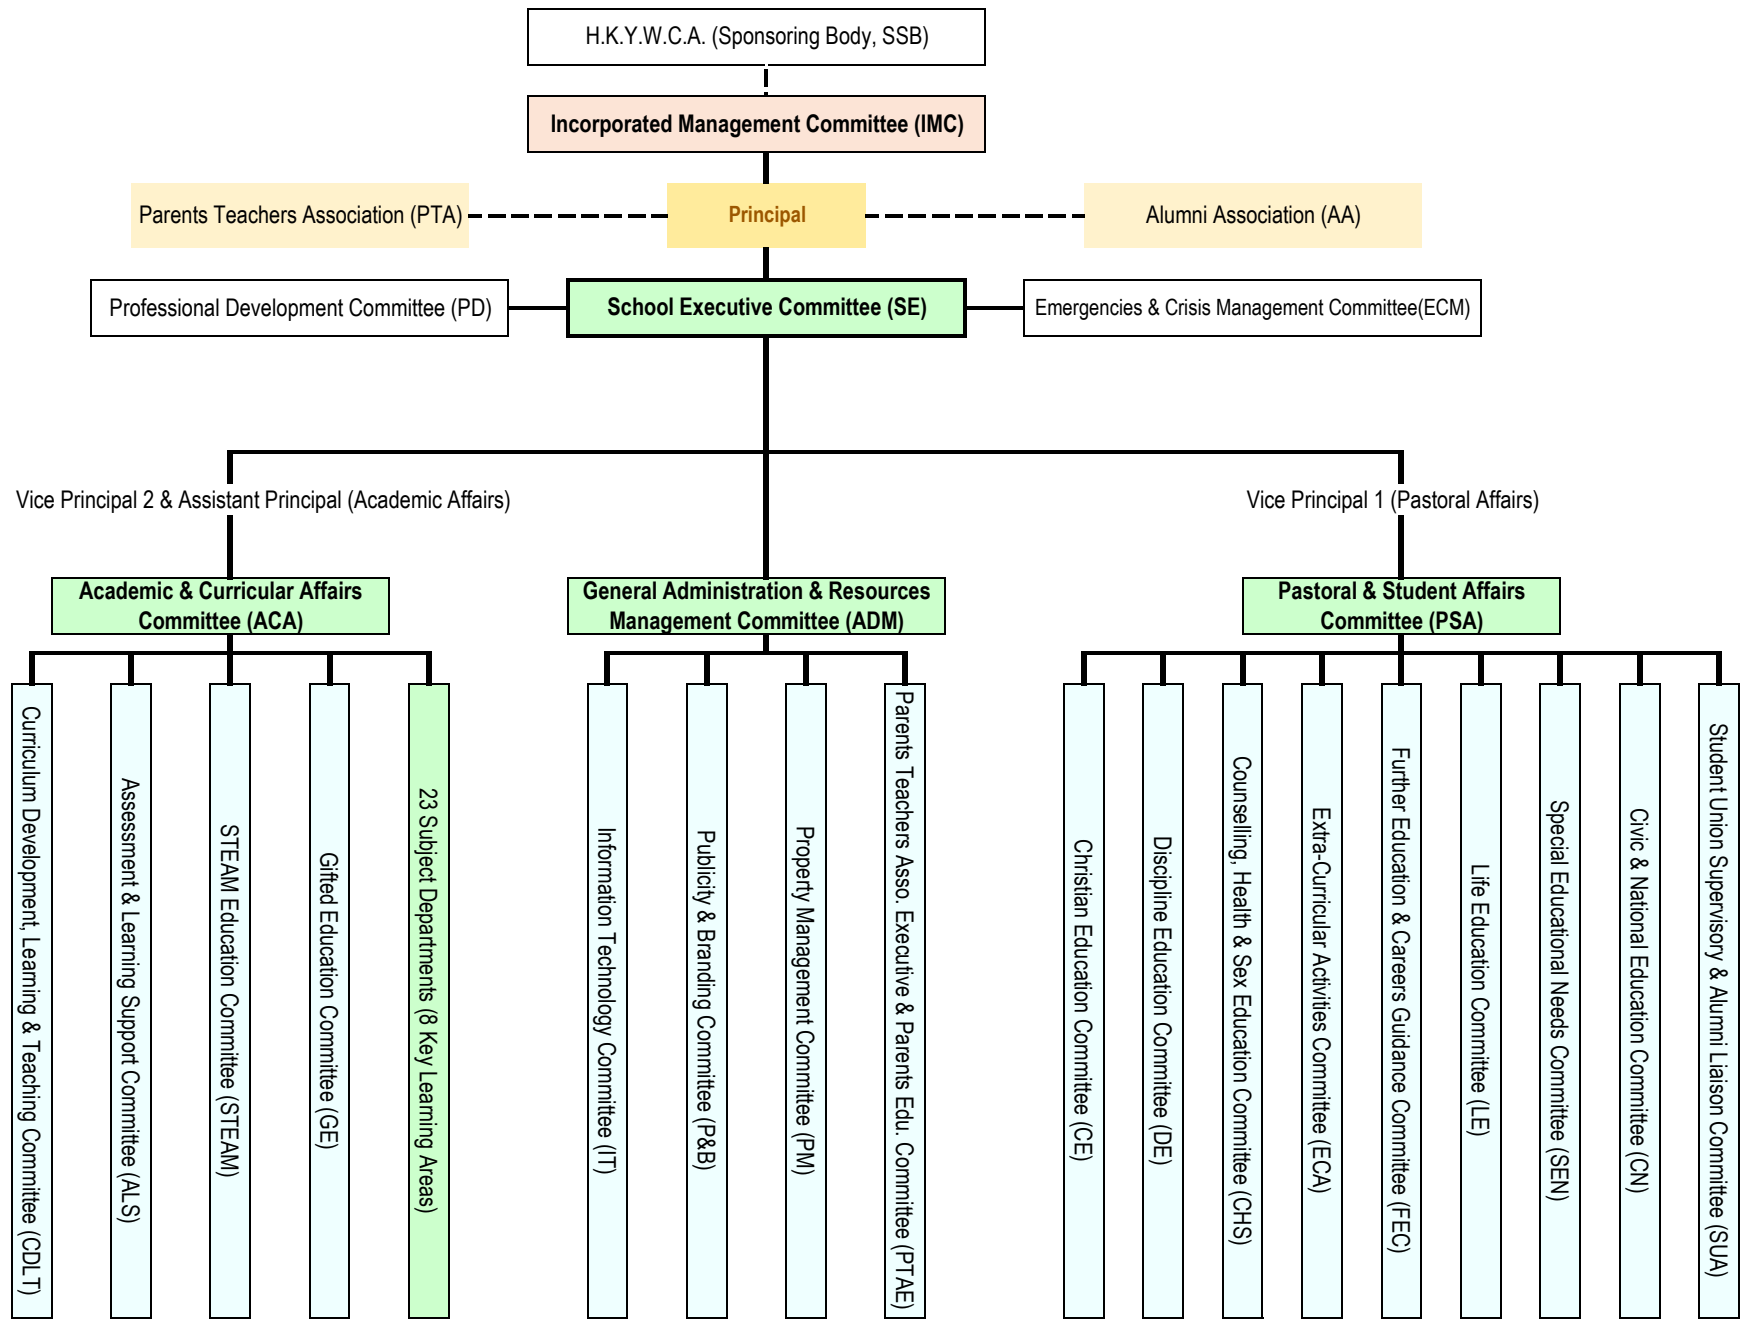 H.K.Y.W.C.A. (Sponsoring Body, SSB)
Incorporated Management Committee (IMC)
Parents Teachers Association (PTA)
Principal
Alumni Association (AA)
Professional Development Committee (PD)
School Executive Committee (SE)
Emergencies & Crisis Management Committee(ECM)
Vice Principal 2 & Assistant Principal (Academic Affairs)
Vice Principal 1 (Pastoral Affairs)
Academic & Curricular Affairs
Committee (ACA)
General Administration & Resources
Management Committee (ADM)
Pastoral & Student Affairs
Committee (PSA)
Curriculum Development, Learning & Teaching Committee (CDLT)
Assessment & Learning Support Committee (ALS)
STEAM Education Committee (STEAM)
Gifted Education Committee (GE)
23 Subject Departments (8 Key Learning Areas)
Information Technology Committee (IT)
Publicity & Branding Committee (P&B)
Property Management Committee (PM)
Parents Teachers Asso. Executive & Parents Edu. Committee (PTAE)
Christian Education Committee (CE)
Discipline Education Committee (DE)
Counselling, Health & Sex Education Committee (CHS)
Extra-Curricular Activities Committee (ECA)
Further Education & Careers Guidance Committee (FEC)
Life Education Committee (LE)
Special Educational Needs Committee (SEN)
Civic & National Education Committee (CN)
Student Union Supervisory & Alumni Liaison Committee (SUA)